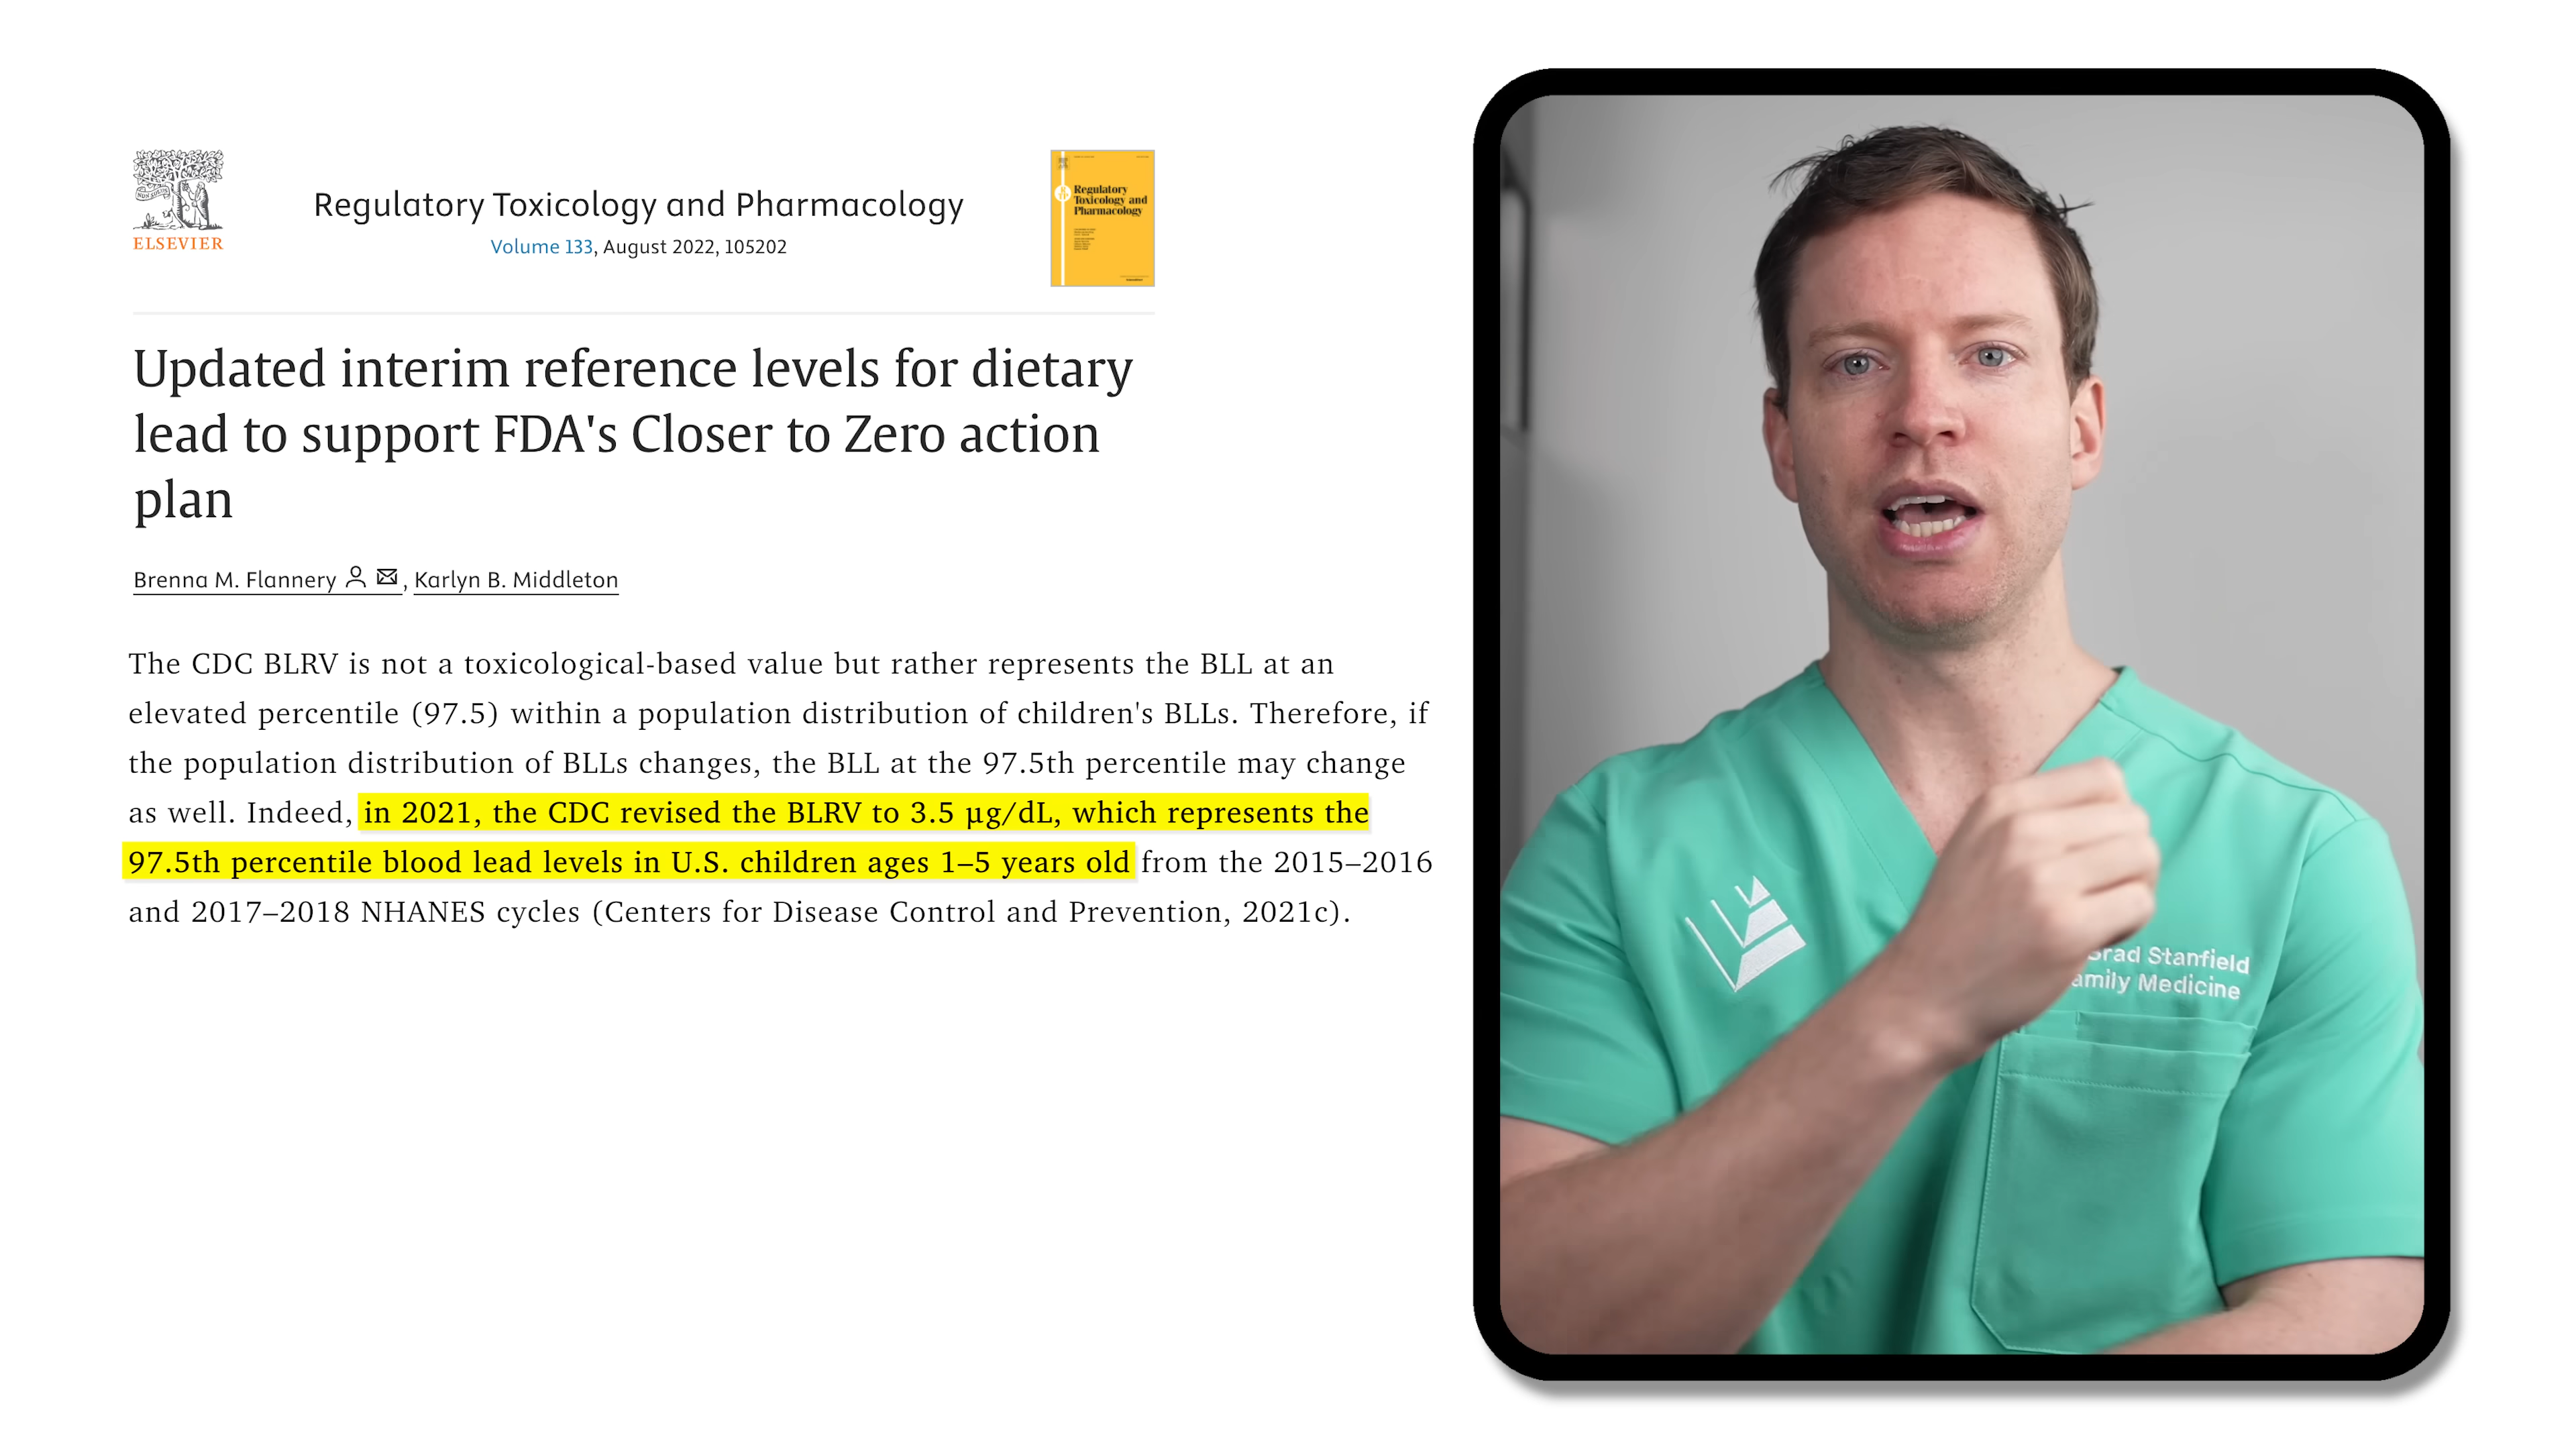 ELSEVIER
Regulatory Toxicology and Pharmacology
Volume 133, August 2022, 105202
Regulatory
Toxicology and
Pharmacology
Updated interim reference levels for dietary
lead to support FDA's Closer to Zero action
plan
Brenna M. Flannery, Karlyn B. Middleton
The CDC BLRV is not a toxicological-based value but rather represents the BLL at an
elevated percentile (97.5) within a population distribution of children's BLLs. Therefore, if
the population distribution of BLLs changes, the BLL at the 97.5th percentile may change
as well. Indeed, in 2021, the CDC revised the BLRV to 3.5 µg/dL, which represents the
97.5th percentile blood lead levels in U.S. children ages 1–5 years old from the 2015–2016
and 2017–2018 NHANES cycles (Centers for Disease Control and Prevention, 2021c).
Stanfield
Medicine